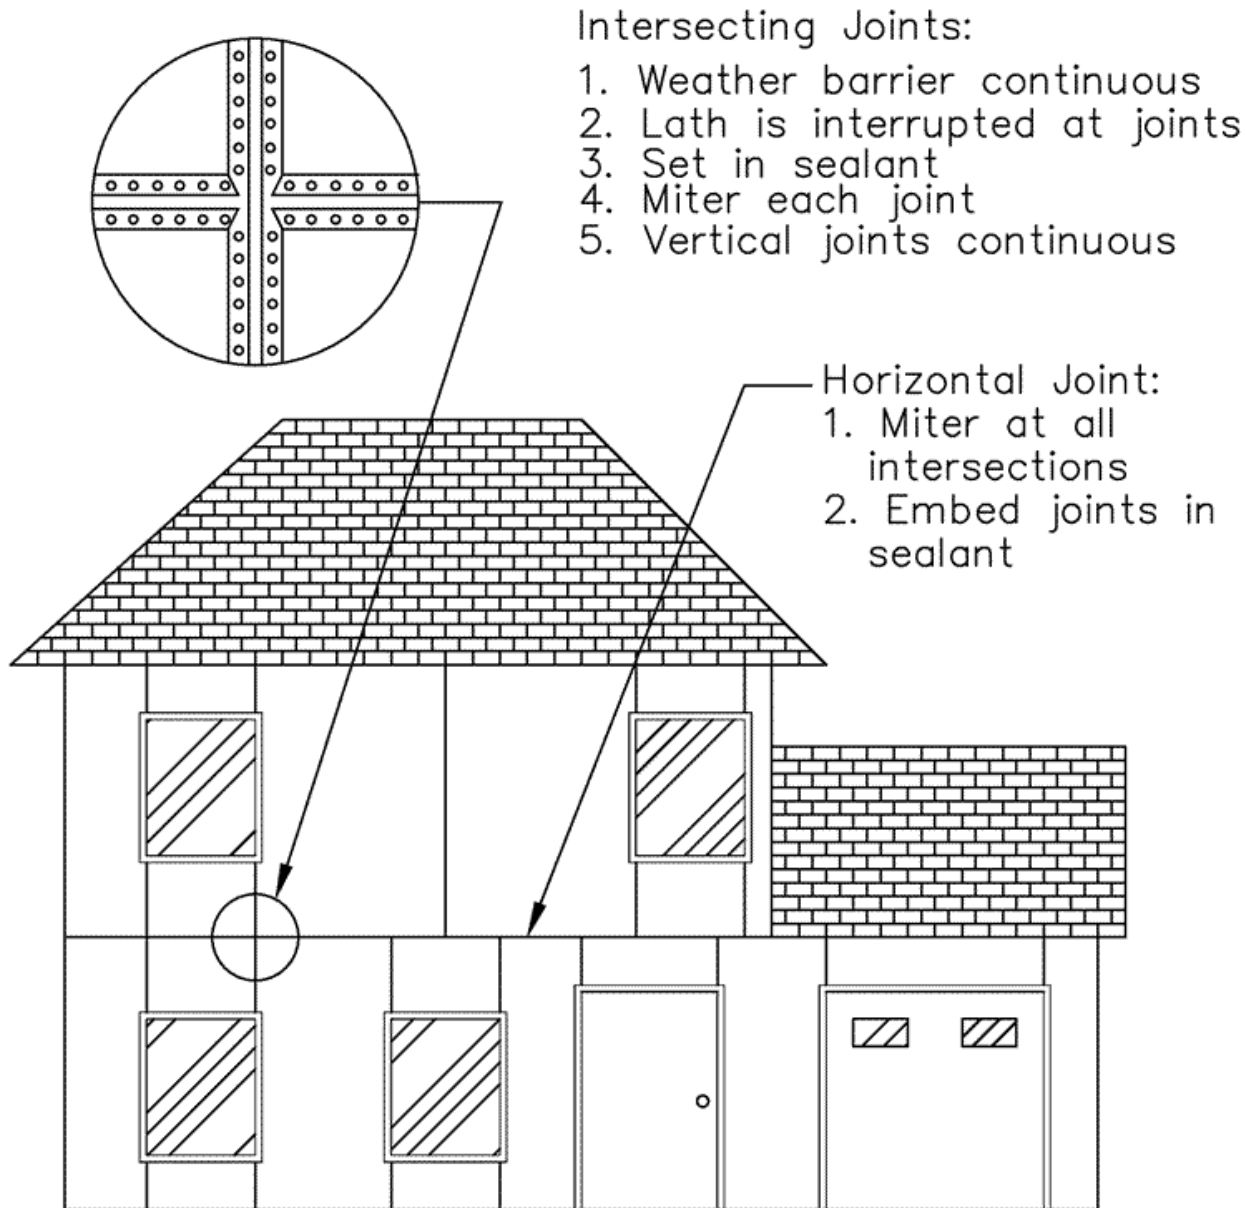 Intersecting Joints:
1. Weather barrier continuous
2. Lath is interrupted at joints
3. Set in sealant
4. Miter each joint
5. Vertical joints continuous
Horizontal Joint:
1. Miter at all
intersections
2. Embed joints in
sealant